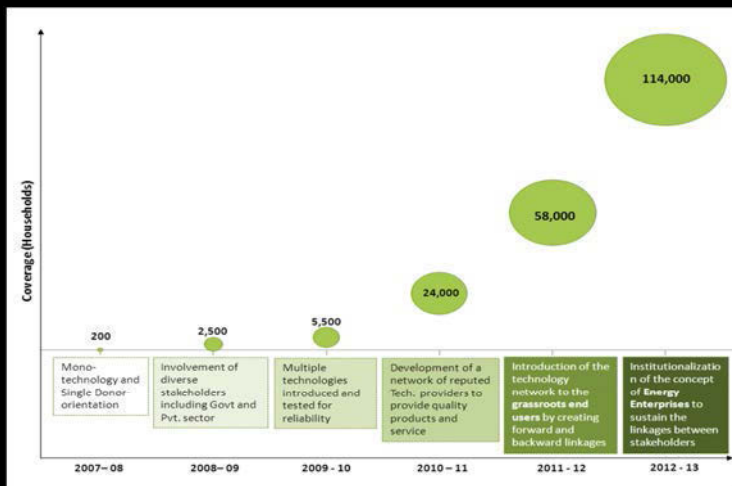 Coverage (Households)
114,000
58,000
24,000
5,500
2,500
200
Mono-
technology and
Single Donor-
orientation
Involvement of
diverse
stakeholders
including Govt and
Pvt. sector
Multiple
technologies
introduced and
tested for
reliability
Development of a
network of reputed
Tech. providers to
provide quality
products and
service
Introduction of the
technology
network to the
grassroots end
users by creating
forward and
backward linkages
Institutionalizatio
n of the concept
of Energy
Enterprises to
sustain the
linkages between
stakeholders
2007–08
2008–09
2009 - 10
2010–11
2011 - 12
2012 - 13